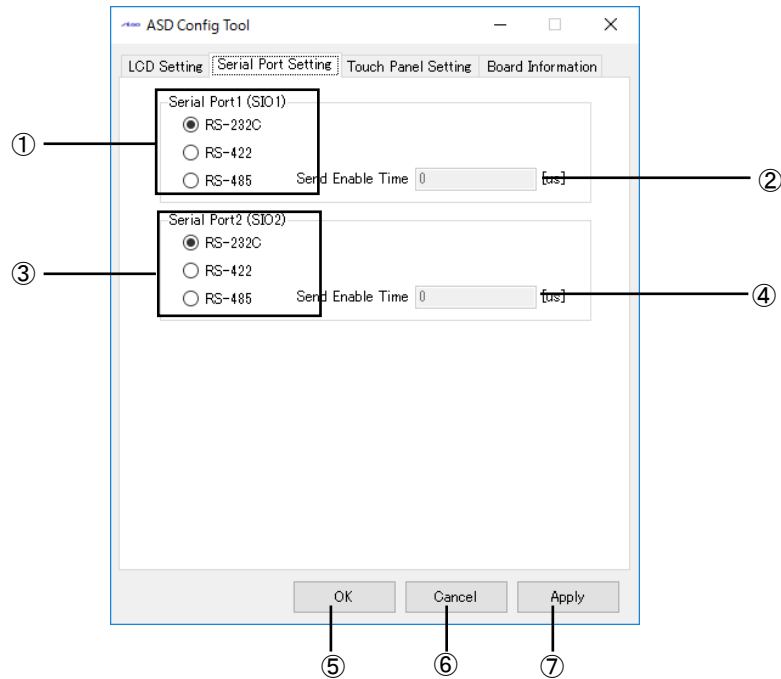 ASD Config Tool
LCD Setting Serial Port Setting Touch Panel Setting Board Information
Serial Port1 (SIO1)
RS-232C
①
RS-422
RS-485 Send Enable Time 0 [us]
②
Serial Port2 (SIO2)
RS-232C
③
RS-422
RS-485 Send Enable Time 0 [us]
④
OK Cancel Apply
⑤ ⑥ ⑦